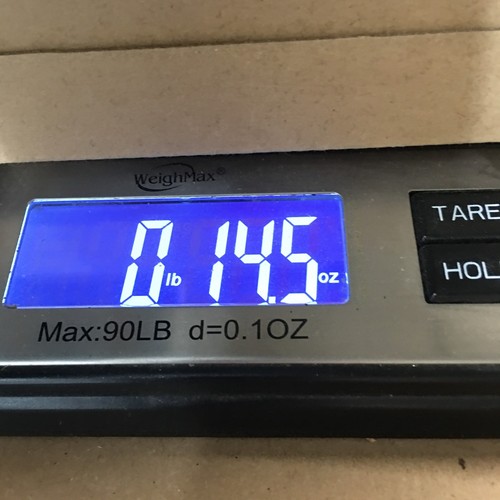 WeighMax®
0 lb 14.5 oz
TARE
HOL
Max:90LB d=0.1OZ